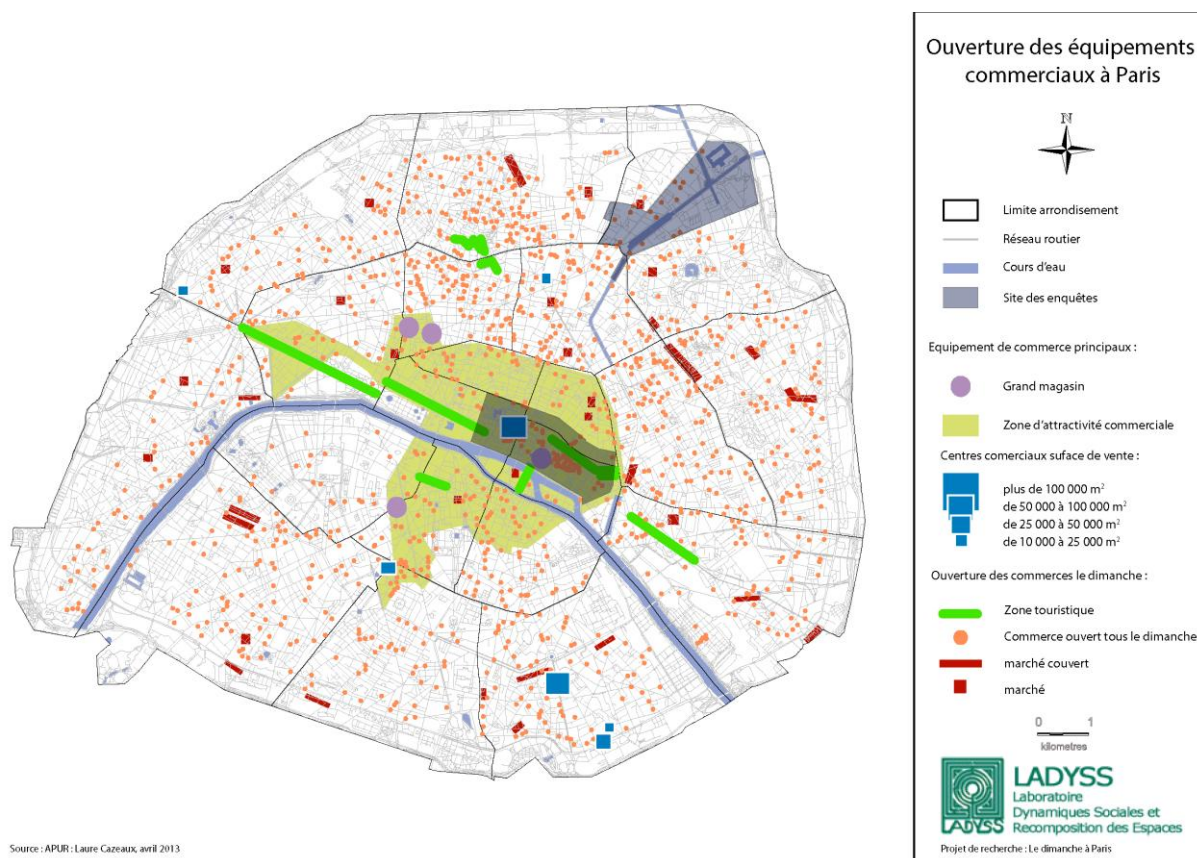 Ouverture des équipements
commerciaux à Paris
N
Limite arrondisement
Réseau routier
Cours d'eau
Site des enquêtes
Equipement de commerce principaux :
Grand magasin
Zone d'attractivité commerciale
Centres comerciaux suface de vente :
plus de 100 000 m²
de 50 000 à 100 000 m²
de 25 000 à 50 000 m²
de 10 000 à 25 000 m²
Ouverture des commerces le dimanche :
Zone touristique
Commerce ouvert tous le dimanche
marché couvert
marché
0 1
kilometres
LADYSS
LADYSS
Laboratoire
Dynamiques Sociales et
Recomposition des Espaces
Projet de recherche : Le dimanche à Paris
Source : APUR : Laure Cazeaux, avril 2013